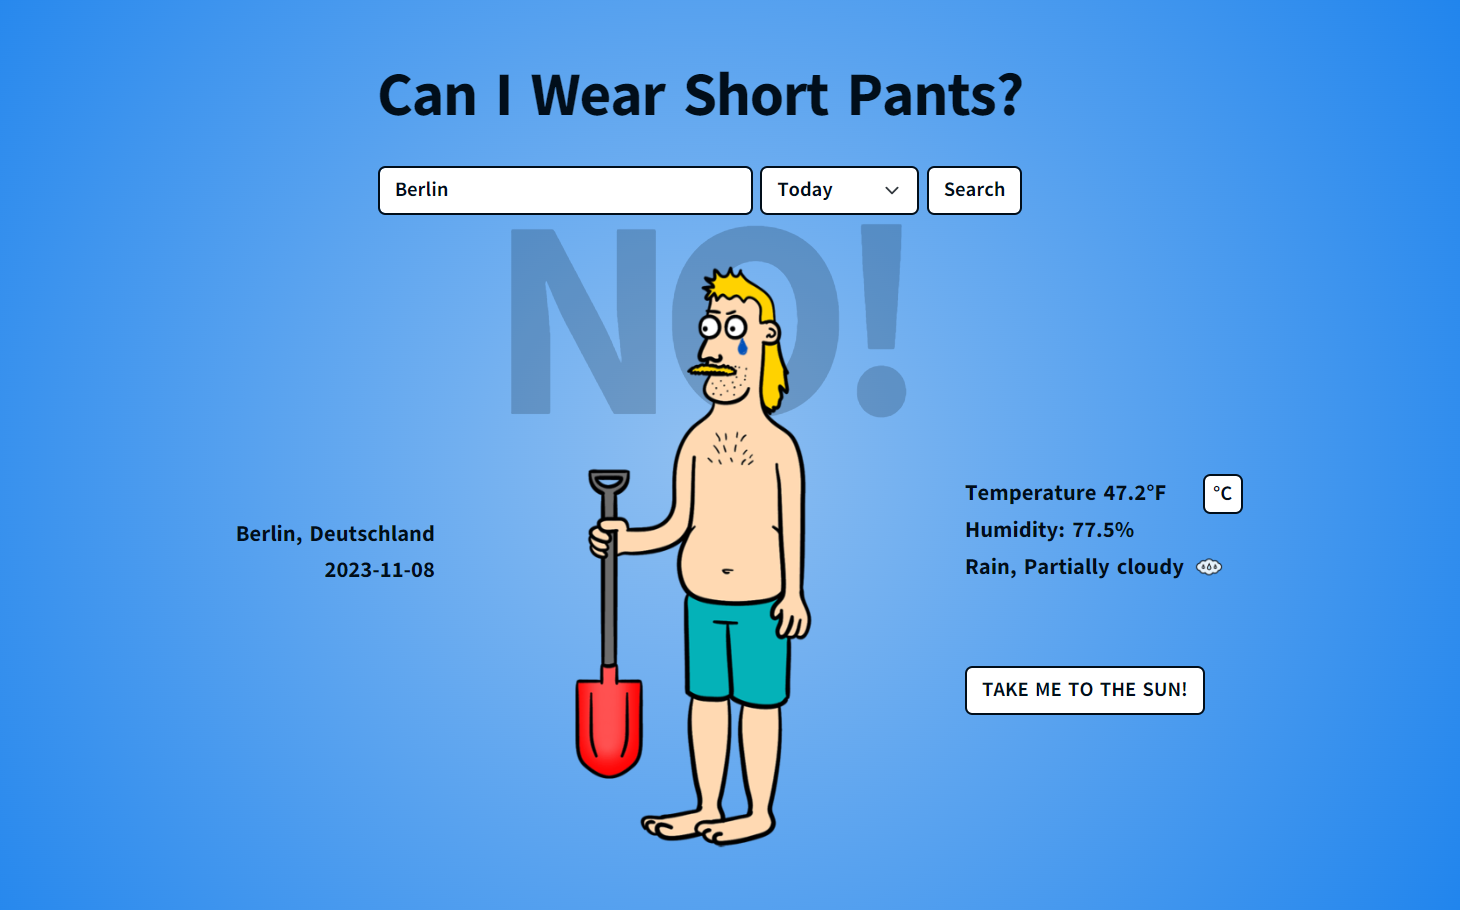 Can I Wear Short Pants?
Berlin
Today
Search
NO!
Berlin, Deutschland
2023-11-08
Temperature 47.2°F
°C
Humidity: 77.5%
Rain, Partially cloudy
TAKE ME TO THE SUN!